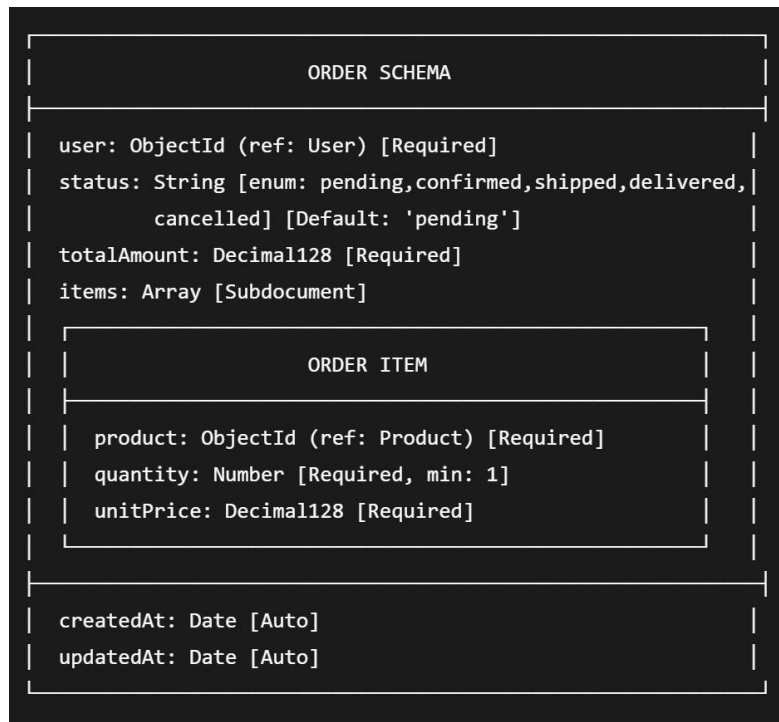 ORDER SCHEMA
user: ObjectId (ref: User) [Required]
status: String [enum: pending,confirmed,shipped,delivered,
cancelled] [Default: 'pending']
totalAmount: Decimal128 [Required]
items: Array [Subdocument]
ORDER ITEM
product: ObjectId (ref: Product) [Required]
quantity: Number [Required, min: 1]
unitPrice: Decimal128 [Required]
createdAt: Date [Auto]
updatedAt: Date [Auto]